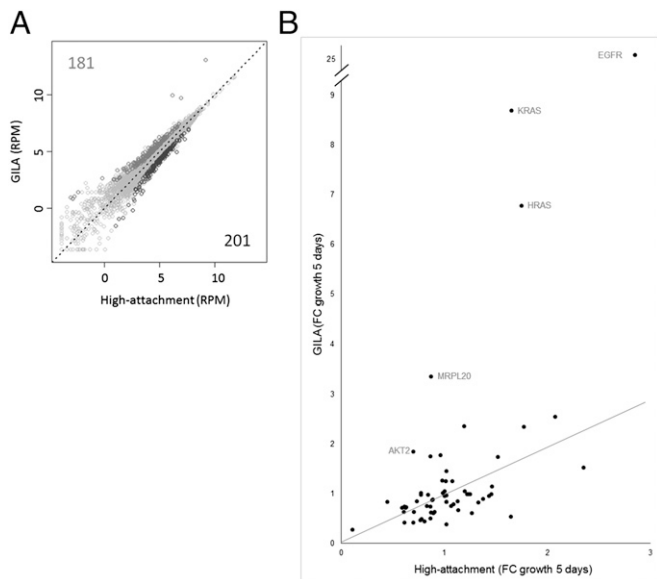 A
181
201
10
5
0
0
5
10
GILA (RPM)
High-attachment (RPM)
B
EGFR
KRAS
HRAS
MRPL20
AKT2
25
9
8
7
6
5
4
3
2
1
0
0
1
2
3
GILA (FC growth 5 days)
High-attachment (FC growth 5 days)